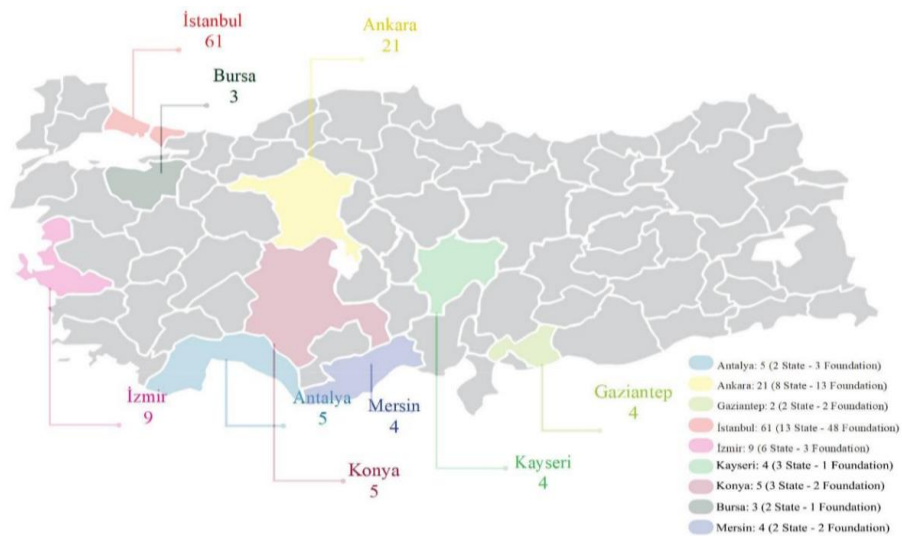 İstanbul
61
Ankara
21
Bursa
3
İzmir
9
Antalya
5
Mersin
4
Gaziantep
4
Konya
5
Kayseri
4
Antalya: 5 (2 State - 3 Foundation)
Ankara: 21 (8 State - 13 Foundation)
Gaziantep: 2 (2 State - 2 Foundation)
İstanbul: 61 (13 State - 48 Foundation)
İzmir: 9 (6 State - 3 Foundation)
Kayseri: 4 (3 State - 1 Foundation)
Konya: 5 (3 State - 2 Foundation)
Bursa: 3 (2 State - 1 Foundation)
Mersin: 4 (2 State - 2 Foundation)